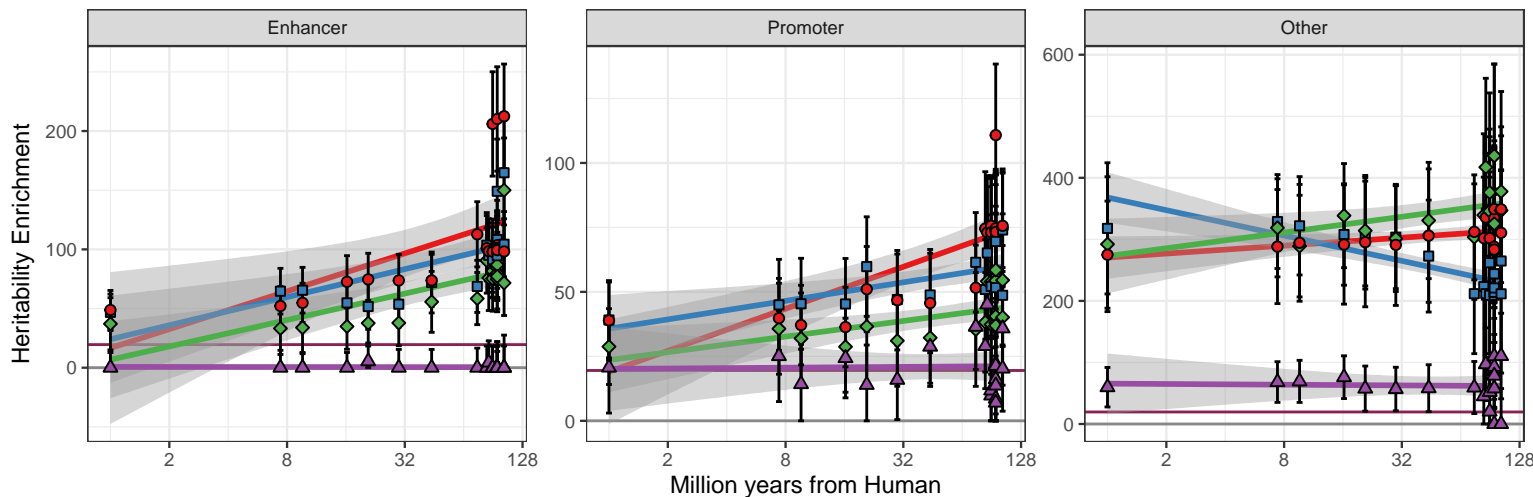 Enhancer
Promoter
Other
Heritability Enrichment
200
100
0
100
50
0
600
400
200
0
2 8 32 128
2 8 32 128
2 8 32 128
Million years from Human